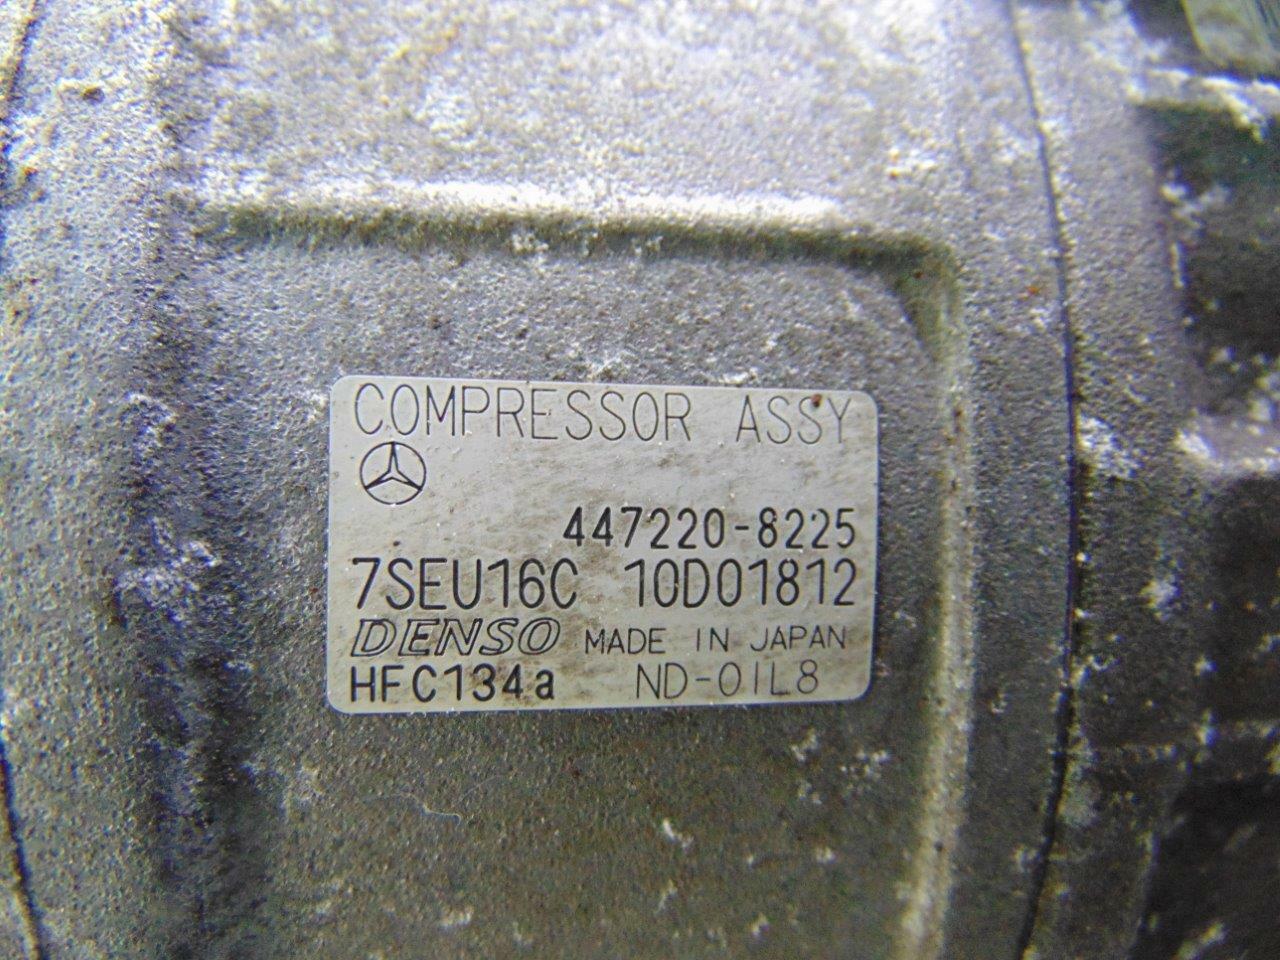 COMPRESSOR ASSY
447220-8225
7SEU16C 10D01812
DENSO MADE IN JAPAN
HFC134a ND-OIL8